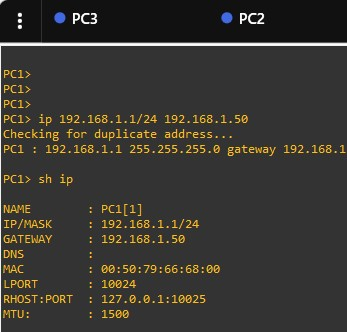 PC3 PC2
PC1>
PC1>
PC1>
PC1> ip 192.168.1.1/24 192.168.1.50
Checking for duplicate address...
PC1 : 192.168.1.1 255.255.255.0 gateway 192.168.1
PC1> sh ip
NAME : PC1[1]
IP/MASK : 192.168.1.1/24
GATEWAY : 192.168.1.50
DNS :
MAC : 00:50:79:66:68:00
LPORT : 10024
RHOST:PORT : 127.0.0.1:10025
MTU: : 1500